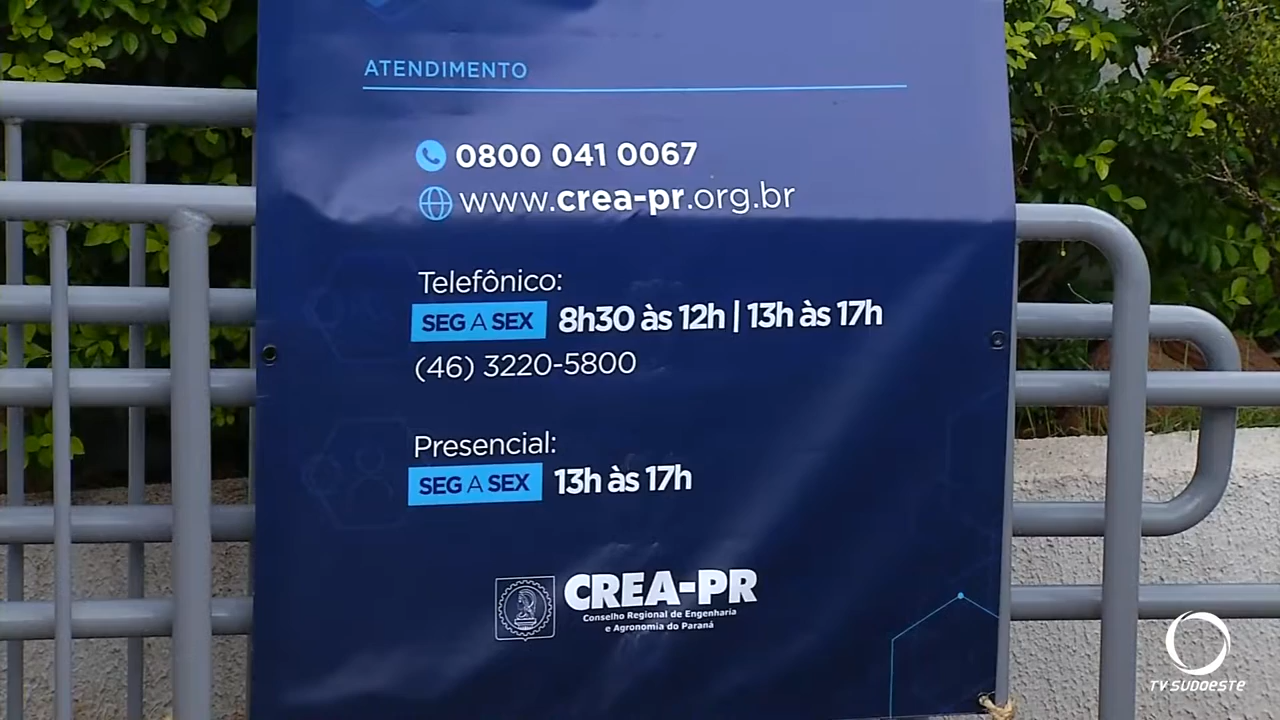 ATENDIMENTO
0800 041 0067
www.crea-pr.org.br
Telefônico:
SEG A SEX 8h30 às 12h | 13h às 17h
(46) 3220-5800
Presencial:
SEG A SEX 13h às 17h
CREA-PR
Conselho Regional de Engenharia
e Agronomia do Paraná
TV SUDOESTE